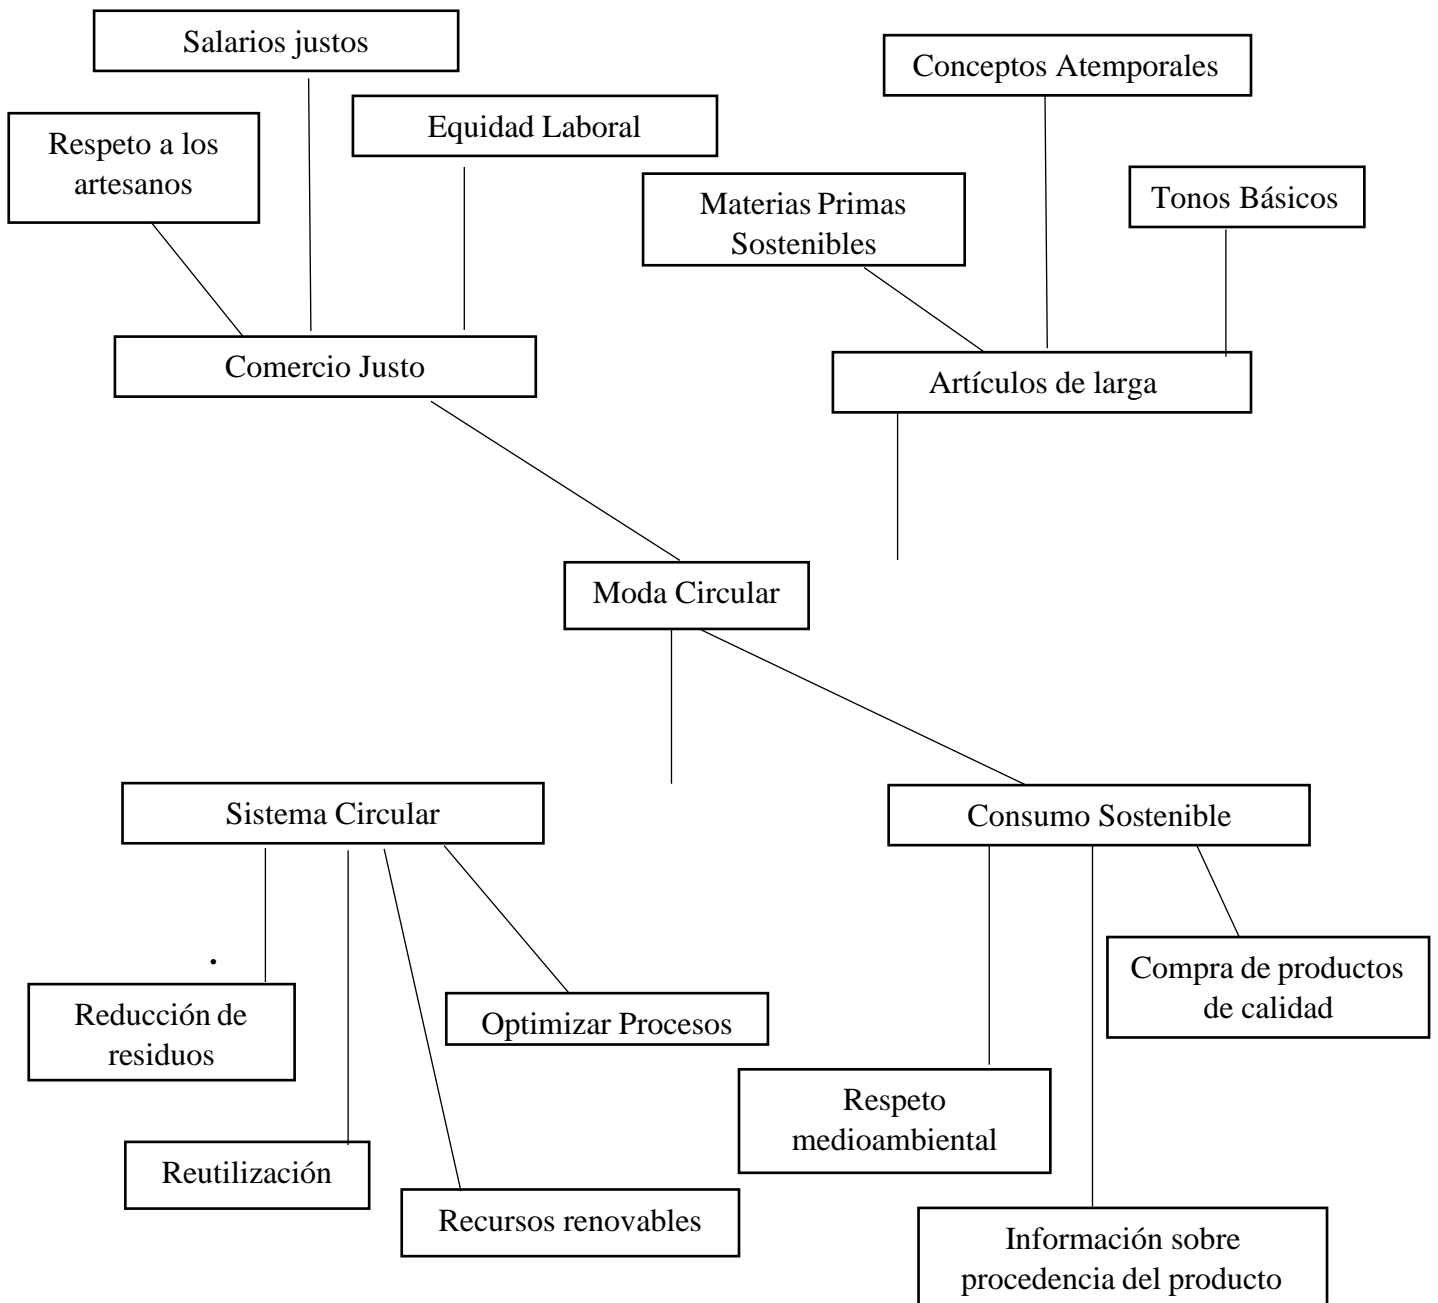 Salarios justos
Conceptos Atemporales
Respeto a los
artesanos
Equidad Laboral
Materias Primas
Sostenibles
Tonos Básicos
Comercio Justo
Artículos de larga
Moda Circular
Sistema Circular
Consumo Sostenible
Reducción de
residuos
Optimizar Procesos
Compra de productos
de calidad
Reutilización
Recursos renovables
Respeto
medioambiental
Información sobre
procedencia del producto